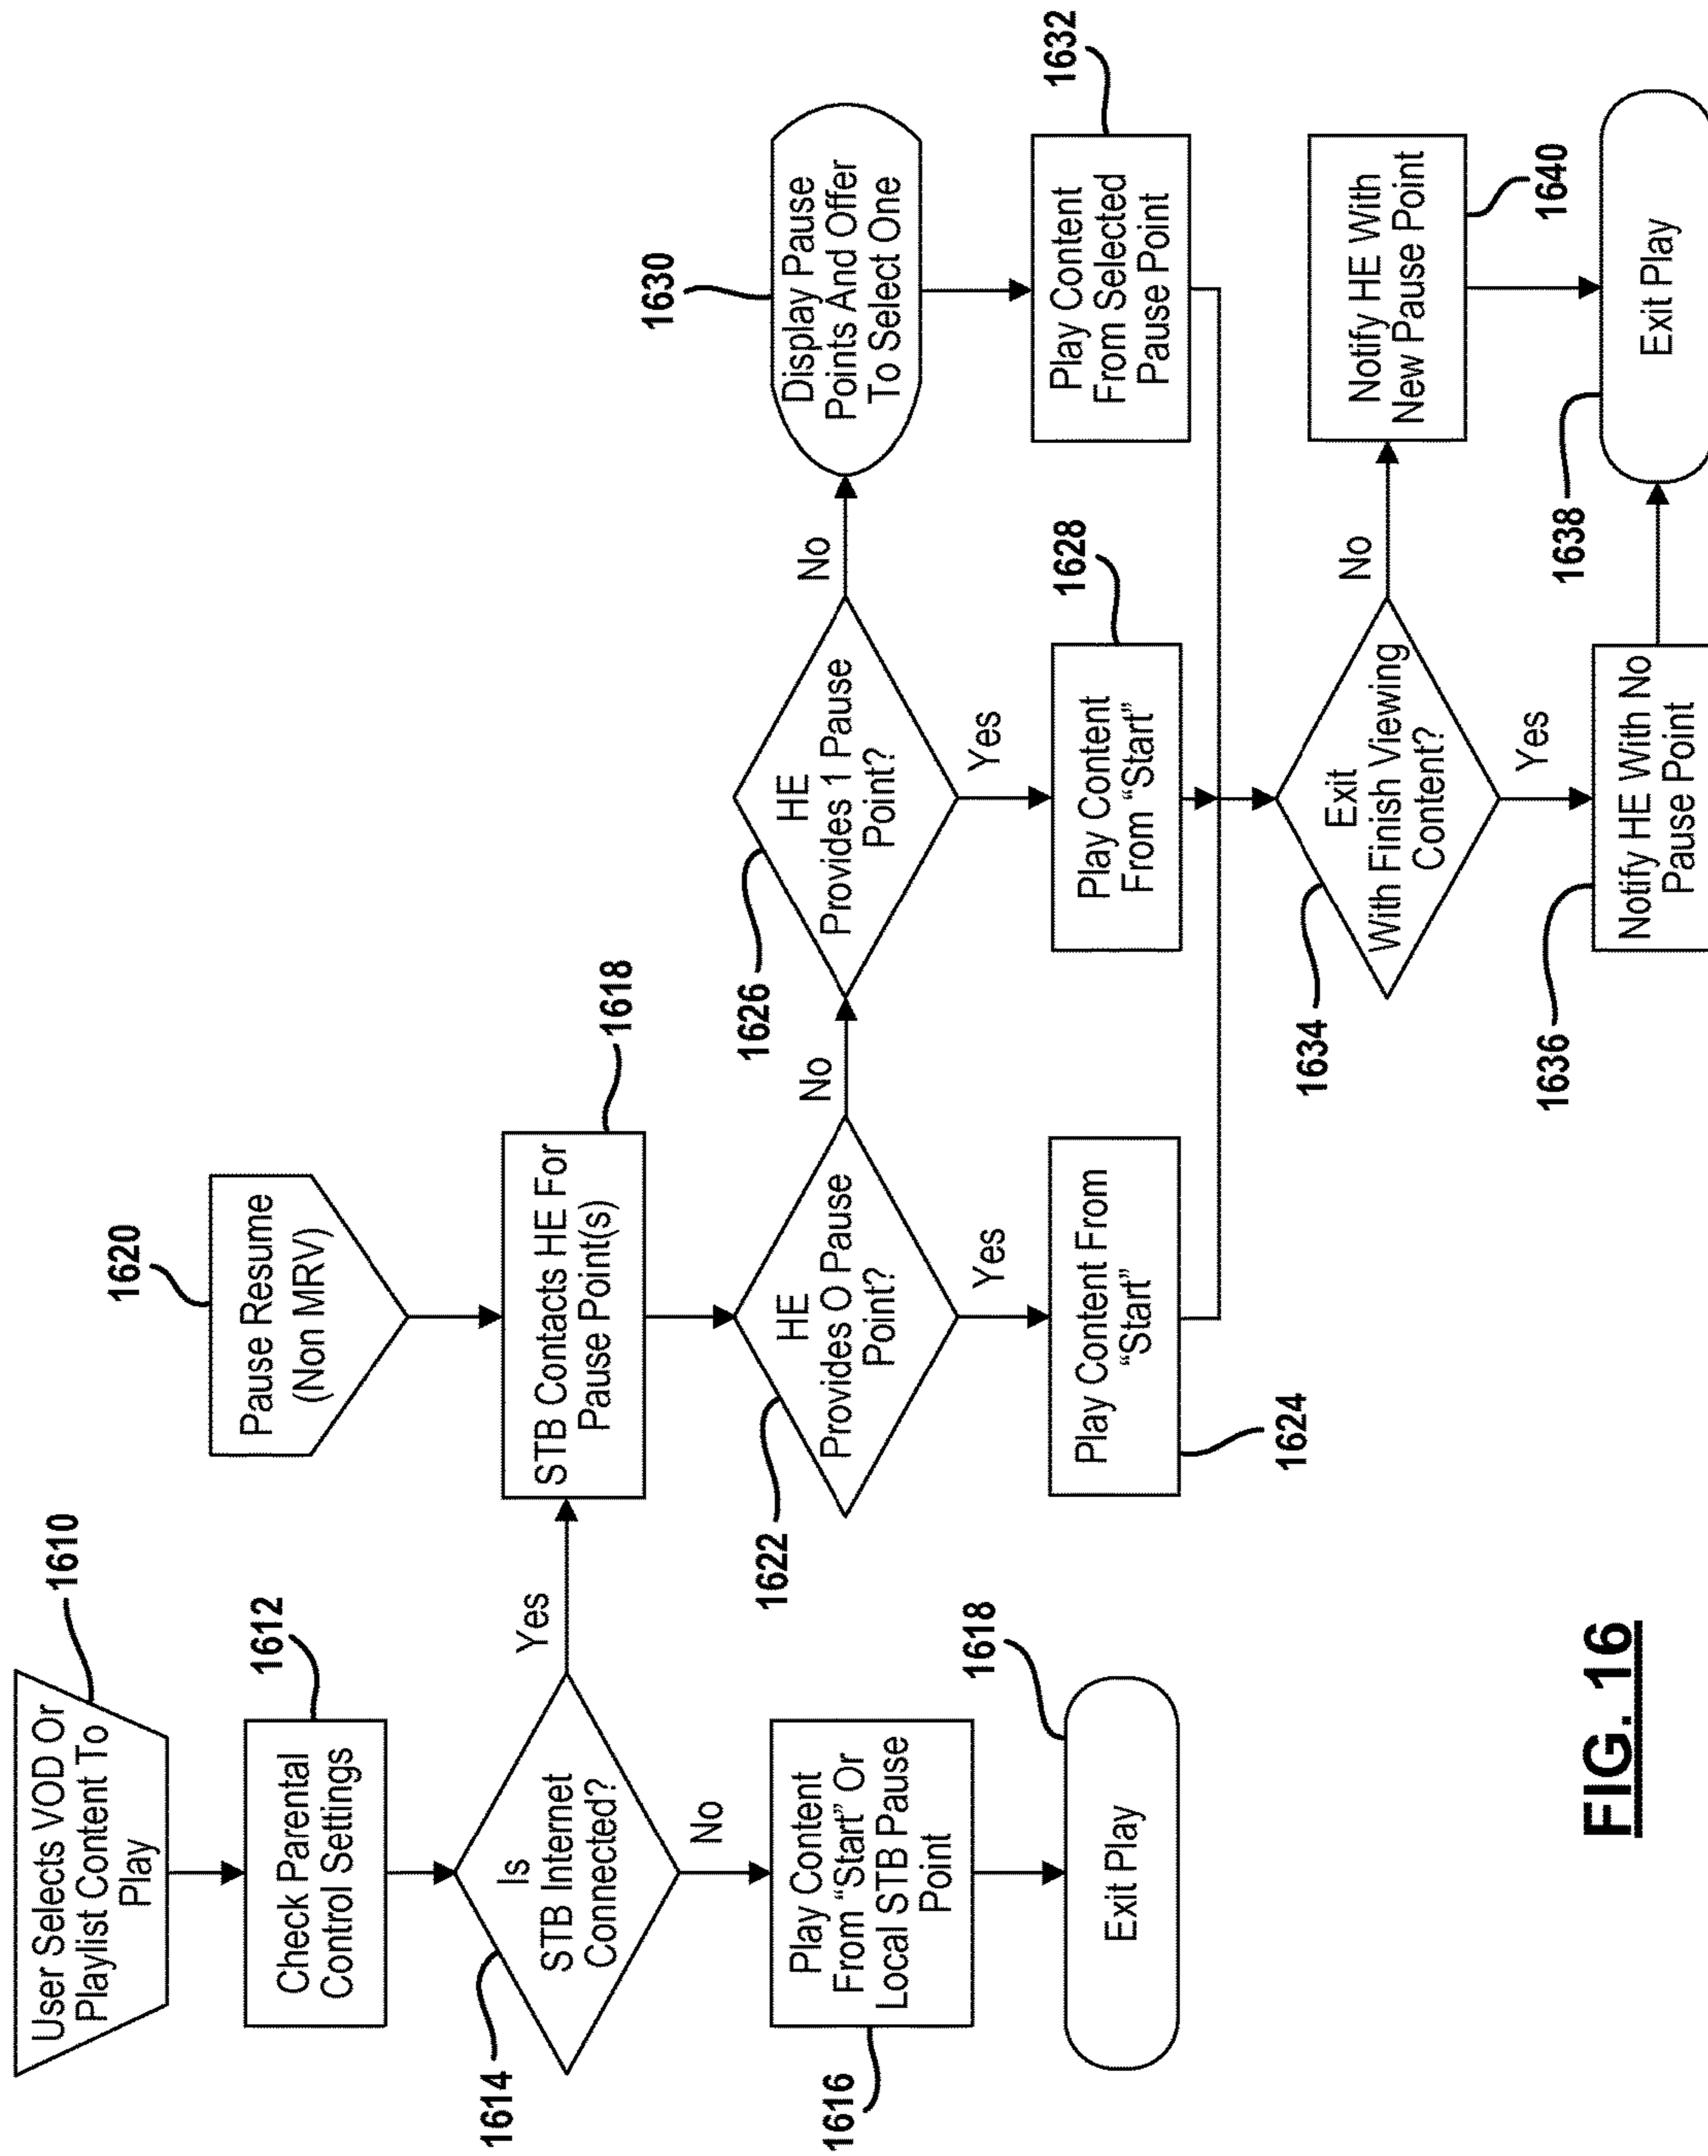 1610
User Selects VOD Or
Playlist Content To
Play
1612
Check Parental
Control Settings
1614
Is
STB Internet
Connected?
Yes
No
1616
Play Content
From "Start" Or
Local STB Pause
Point
1618
Exit Play
1620
Pause Resume
(Non MRV)
1618
STB Contacts HE For
Pause Point(s)
1622
HE
Provides O Pause
Point?
No
Yes
1624
Play Content From
"Start"
1626
HE
Provides 1 Pause
Point?
No
Yes
1628
Play Content
From "Start"
1630
Display Pause
Points And Offer
To Select One
1632
Play Content
From Selected
Pause Point
1634
Exit
With Finish Viewing
Content?
No
Yes
1636
Notify HE With No
Pause Point
1640
Notify HE With
New Pause Point
1638
Exit Play
FIG. 16